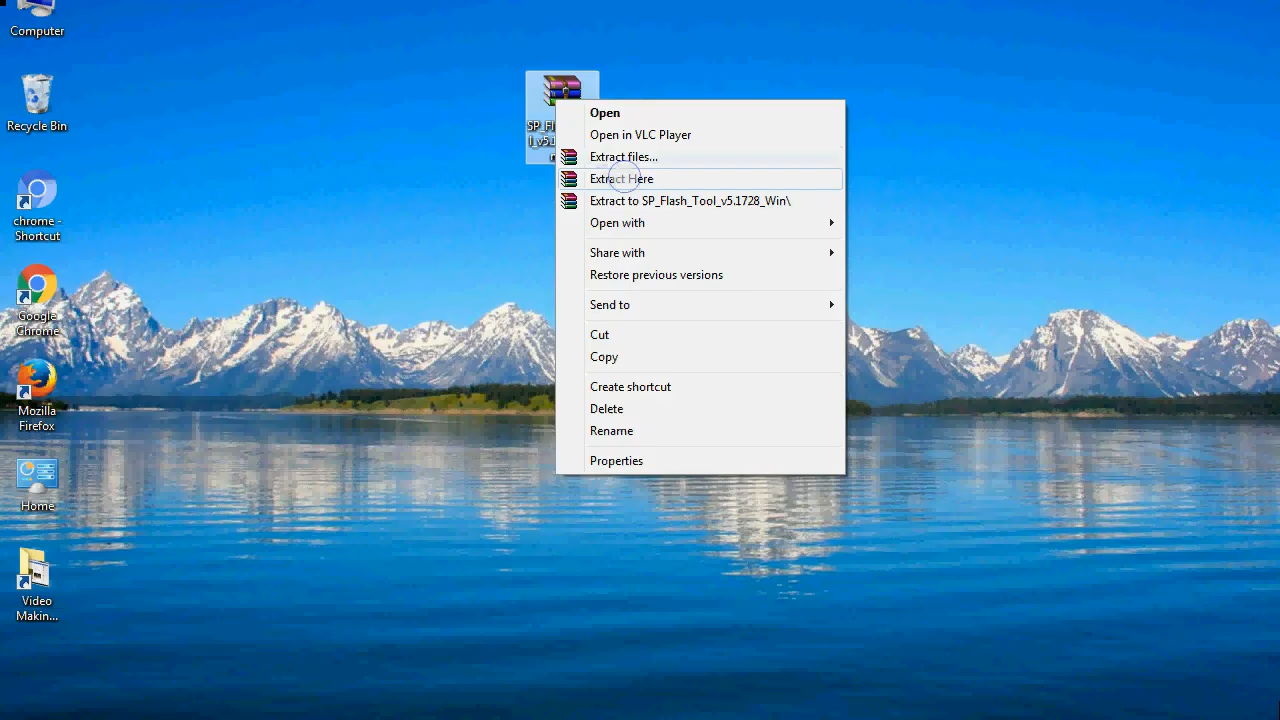 Computer
Recycle Bin
chrome -
Shortcut
Google
Chrome
Mozilla
Firefox
Home
Video
Makin...
Open
Open in VLC Player
Extract files...
Extract Here
Extract to SP_Flash_Tool_v5.1728_Win\
Open with
Share with
Restore previous versions
Send to
Cut
Copy
Create shortcut
Delete
Rename
Properties